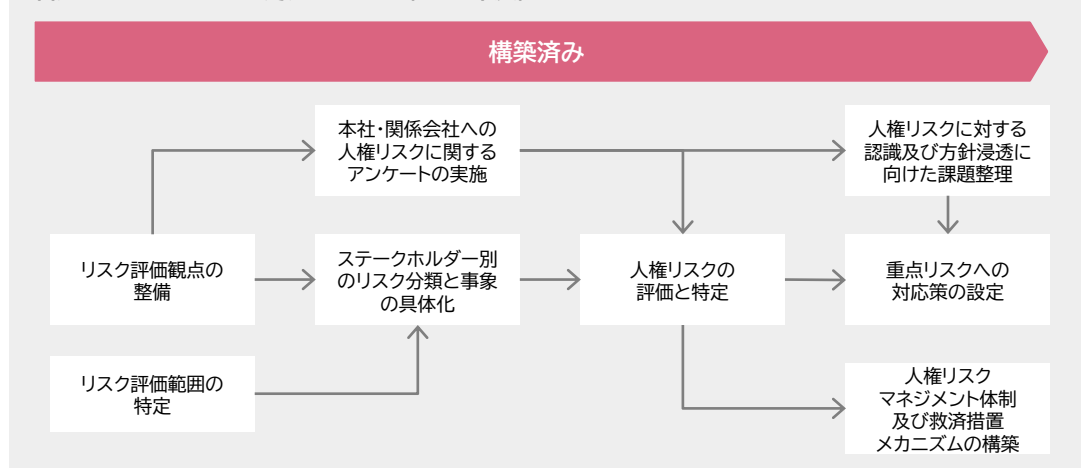 構築済み
本社・関係会社への
人権リスクに関する
アンケートの実施
人権リスクに対する
認識及び方針浸透に
向けた課題整理
リスク評価観点の
整備
ステークホルダー別
のリスク分類と事象
の具体化
人権リスクの
評価と特定
重点リスクへの
対応策の設定
リスク評価範囲の
特定
人権リスク
マネジメント体制
及び救済措置
メカニズムの構築